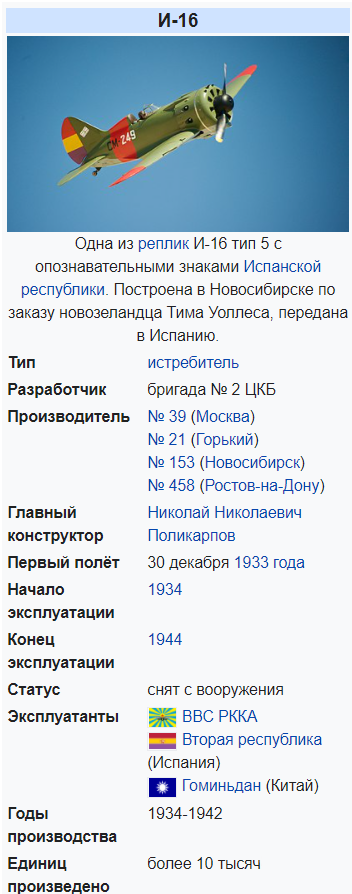 И-16
СМ-249
Одна из реплик И-16 тип 5 с
опознавательными знаками Испанской
республики. Построена в Новосибирске по
заказу новозеландца Тима Уоллеса, передана
в Испанию.
Тип истребитель
Разработчик бригада № 2 ЦКБ
Производитель № 39 (Москва)
№ 21 (Горький)
№ 153 (Новосибирск)
№ 458 (Ростов-на-Дону)
Главный Николай Николаевич
конструктор Поликарпов
Первый полёт 30 декабря 1933 года
Начало 1934
эксплуатации
Конец 1944
эксплуатации
Статус снят с вооружения
Эксплуатанты ВВС РККА
Вторая республика
(Испания)
Гоминьдан (Китай)
Годы 1934-1942
производства
Единиц более 10 тысяч
произведено